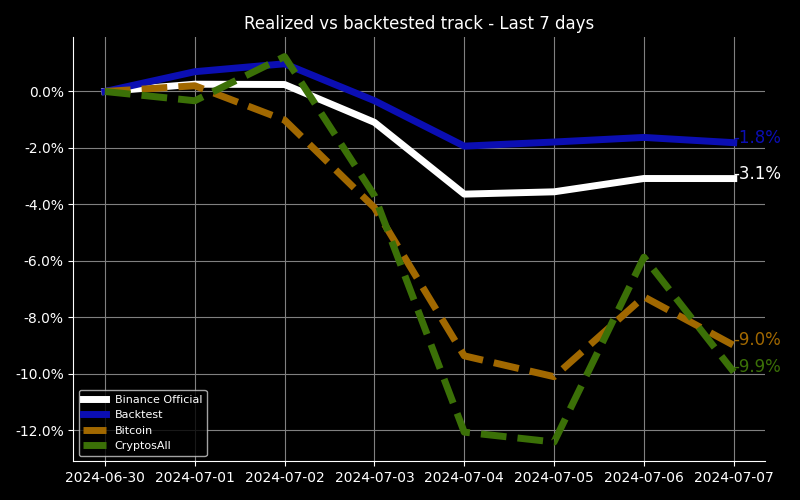 Realized vs backtested track - Last 7 days
0.0%
-2.0%
-4.0%
-6.0%
-8.0%
-10.0%
-12.0%
-1.8%
-3.1%
-9.0%
-9.9%
Binance Official
Backtest
Bitcoin
CryptosAll
2024-06-30 2024-07-01 2024-07-02 2024-07-03 2024-07-04 2024-07-05 2024-07-06 2024-07-07